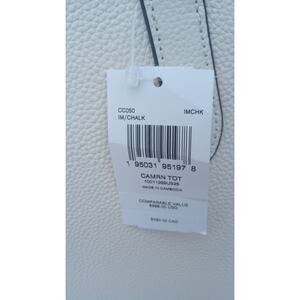 CC050 IMCHK
IM/CHALK
1 95031 95197 8
CAMRN TOT
MADE IN CAMBODIA
COMPARABLE VALUE